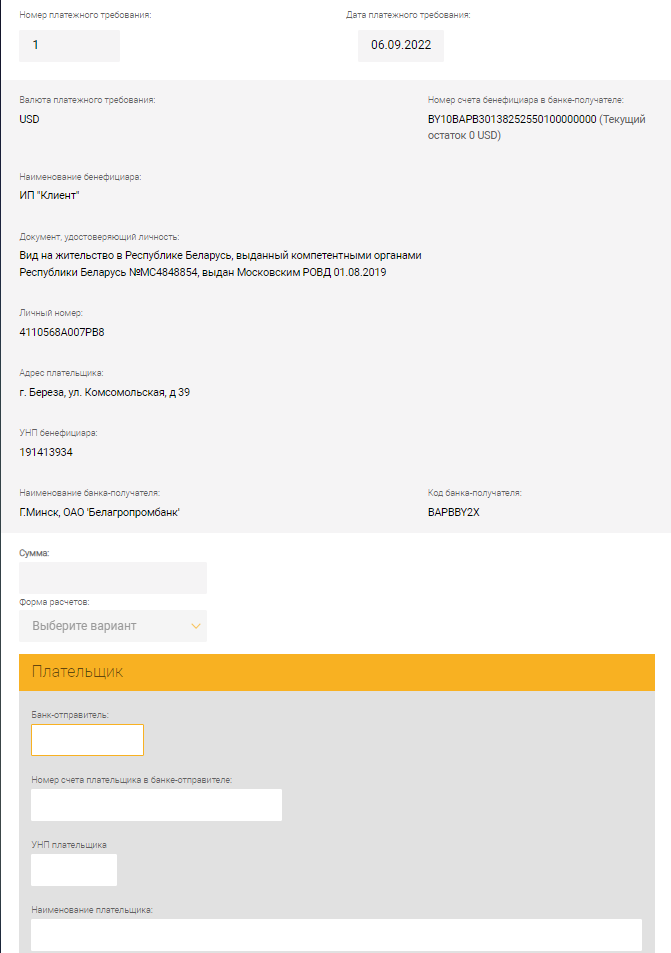 Номер платежного требования:
Дата платежного требования:
1
06.09.2022
Валюта платежного требования:
Номер счета бенефициара в банке-получателе:
USD
BY10BAPB30138252550100000000 (Текущий
остаток 0 USD)
Наименование бенефициара:
ИП "Клиент"
Документ, удостоверяющий личность:
Вид на жительство в Республике Беларусь, выданный компетентными органами
Республики Беларусь №МС4848854, выдан Московским РОВД 01.08.2019
Личный номер:
4110568A007PB8
Адрес плательщика:
г. Береза, ул. Комсомольская, д 39
УНП бенефициара:
191413934
Наименование банка-получателя:
Код банка-получателя:
Г.Минск, ОАО 'Белагропромбанк'
BAPBBY2X
Сумма:
Форма расчетов:
Выберите вариант
Плательщик
Банк-отправитель:
Номер счета плательщика в банке-отправителе:
УНП плательщика
Наименование плательщика: